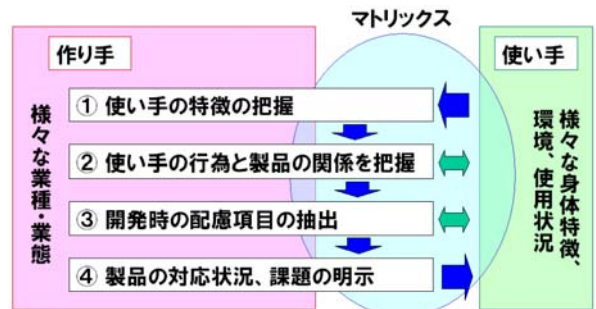 マトリックス
作り手
使い手
様々な業種・業態
① 使い手の特徴の把握
② 使い手の行為と製品の関係を把握
③ 開発時の配慮項目の抽出
④ 製品の対応状況、課題の明示
様々な身体特徴、
環境、使用状況